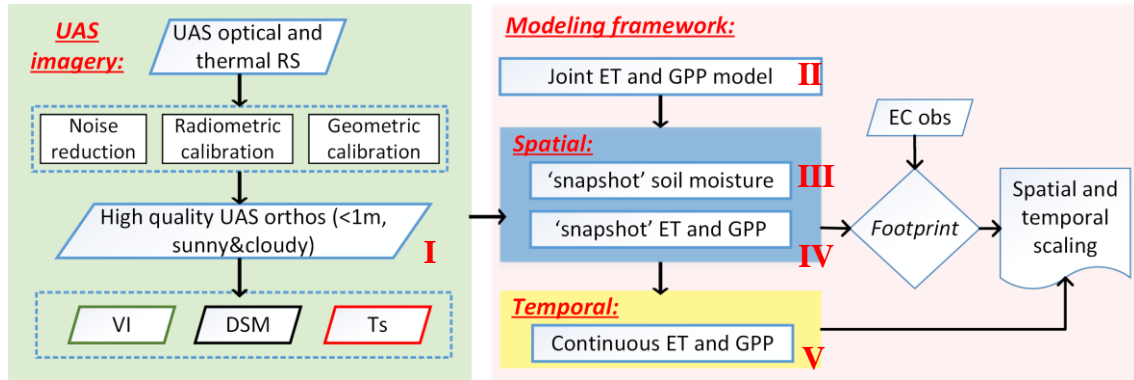 UAS
imagery:
UAS optical and
thermal RS
Noise
reduction
Radiometric
calibration
Geometric
calibration
High quality UAS orthos (<1m,
sunny&cloudy)
I
VI
DSM
Ts
Modeling framework:
Joint ET and GPP model
II
Spatial:
‘snapshot’ soil moisture
III
‘snapshot’ ET and GPP
IV
Temporal:
Continuous ET and GPP
V
EC obs
Footprint
Spatial and
temporal
scaling